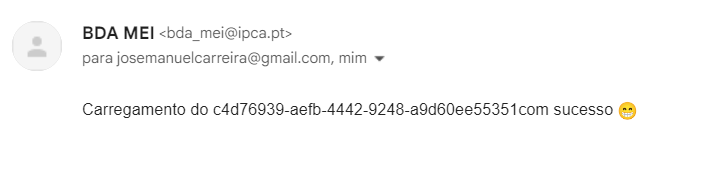 BDA MEI <bda_mei@ipca.pt>
para josemanuelcarreira@gmail.com, mim
Carregamento do c4d76939-aefb-4442-9248-a9d60ee55351com sucesso 😁